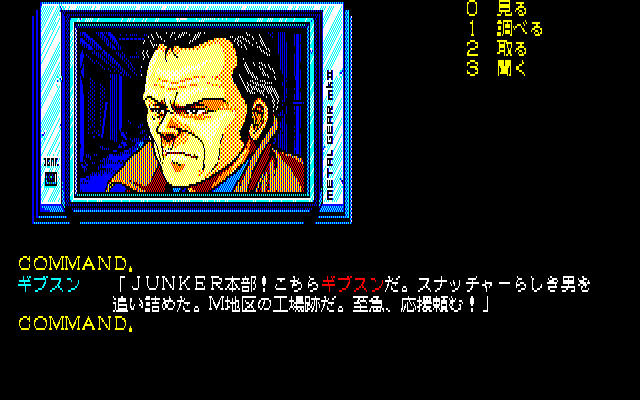 0 見る
1 調べる
2 取る
3 聞く
METAL GEAR mkII
COMMAND.
ギブスン 「JUNKER本部!こちらギブスンだ。スナッチャーらしき男を
追い詰めた。M地区の工場跡だ。至急、応援頼む!」
COMMAND.